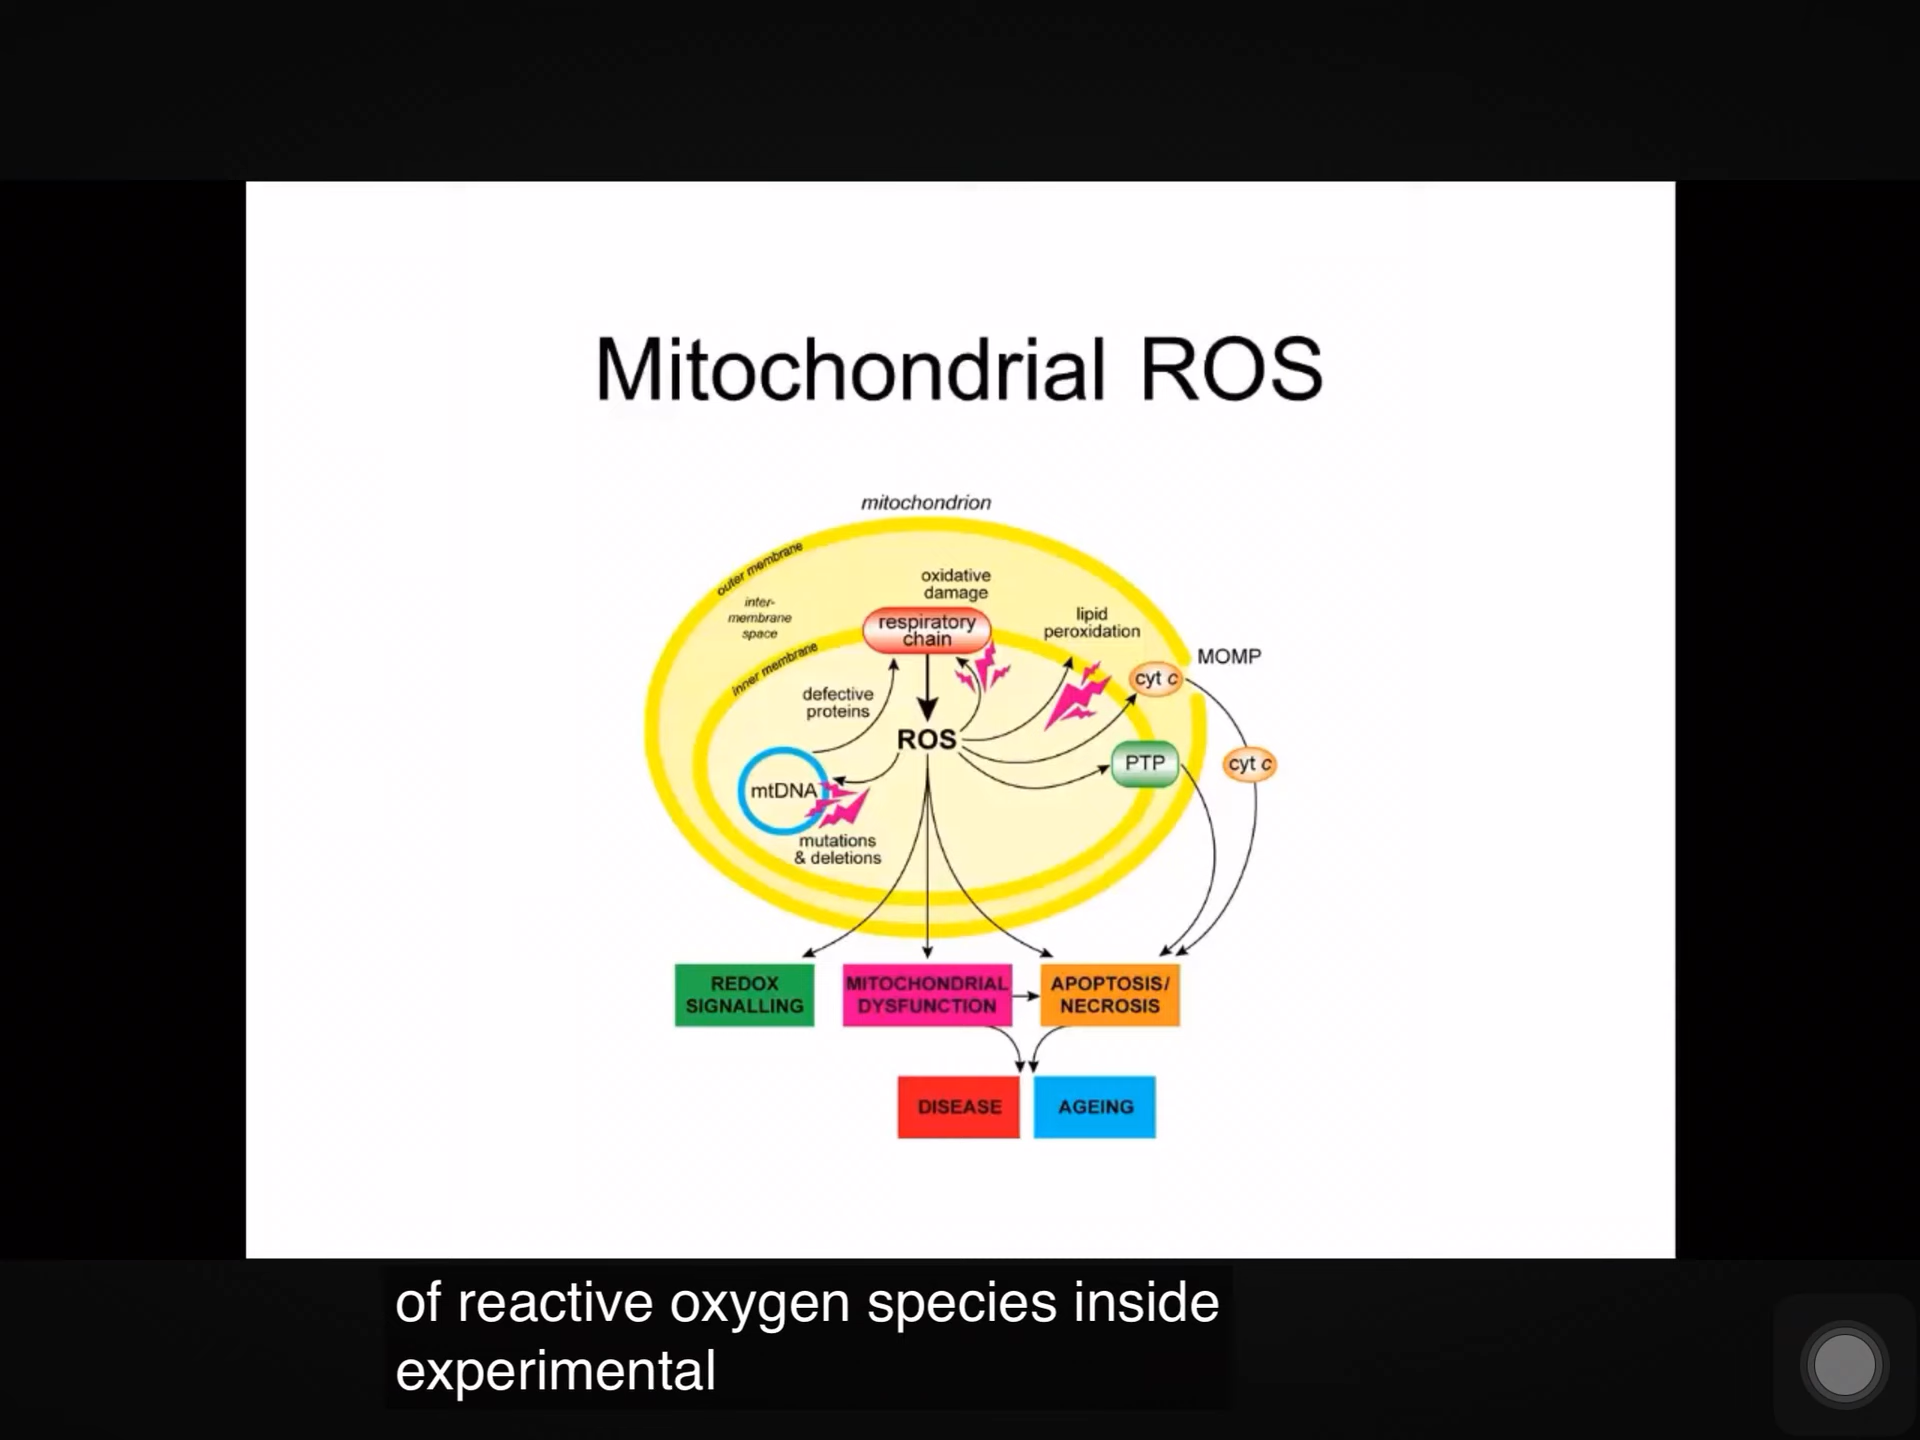 Mitochondrial ROS
mitochondrion
outer membrane
inter-
membrane
space
oxidative
damage
respiratory
chain
lipid
peroxidation
MOMP
inner membrane
cyt c
defective
proteins
ROS
PTP
cyt c
mtDNA
mutations
& deletions
REDOX
SIGNALLING
MITOCHONDRIAL
DYSFUNCTION
APOPTOSIS/
NECROSIS
DISEASE
AGEING
of reactive oxygen species inside
experimental